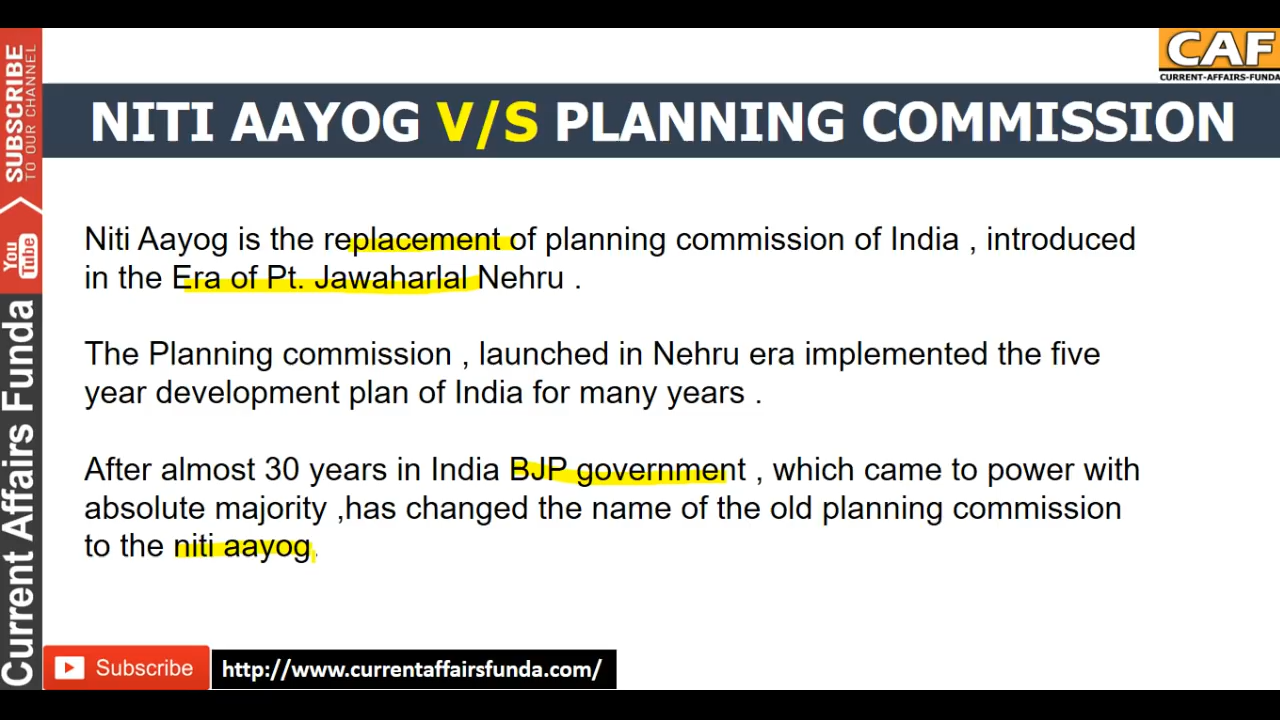 CAF
CURRENT-AFFAIRS-FUNDA
SUBSCRIBE
TO OUR CHANNEL
You Tube
Current Affairs Funda
NITI AAYOG V/S PLANNING COMMISSION
Niti Aayog is the replacement of planning commission of India , introduced
in the Era of Pt. Jawaharlal Nehru .
The Planning commission , launched in Nehru era implemented the five
year development plan of India for many years .
After almost 30 years in India BJP government , which came to power with
absolute majority ,has changed the name of the old planning commission
to the niti aayog.
Subscribe
http://www.currentaffairsfunda.com/